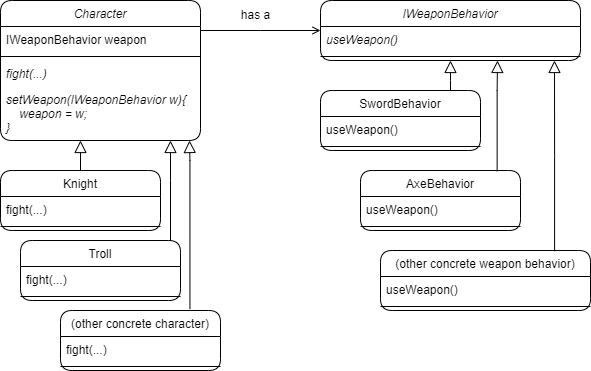 Character
IWeaponBehavior weapon
fight(...)
setWeapon(IWeaponBehavior w){
weapon = w;
}
has a
IWeaponBehavior
useWeapon()
SwordBehavior
useWeapon()
AxeBehavior
useWeapon()
(other concrete weapon behavior)
useWeapon()
Knight
fight(...)
Troll
fight(...)
(other concrete character)
fight(...)